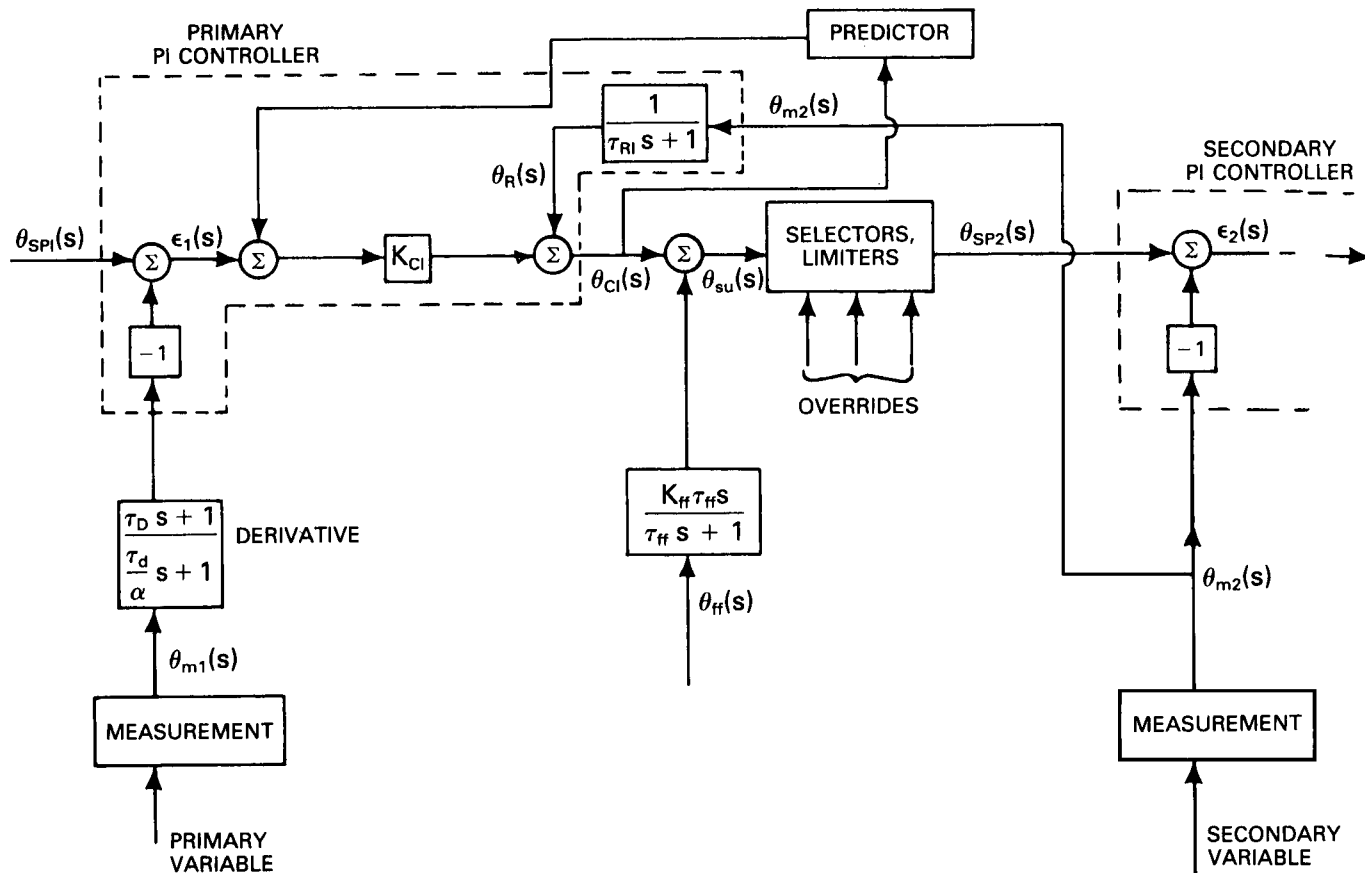 PRIMARY
PI CONTROLLER
PREDICTOR
1
τRI s + 1
θm2(s)
θR(s)
SECONDARY
PI CONTROLLER
θSPI(s)
Σ
ϵ1(s)
Σ
KCI
Σ
θCI(s)
Σ
θsu(s)
SELECTORS,
LIMITERS
θSP2(s)
Σ
ϵ2(s)
-1
-1
OVERRIDES
τD s + 1
τd
α
s + 1
DERIVATIVE
Kff τff s
τff s + 1
θff(s)
θm2(s)
θm1(s)
MEASUREMENT
MEASUREMENT
PRIMARY
VARIABLE
SECONDARY
VARIABLE